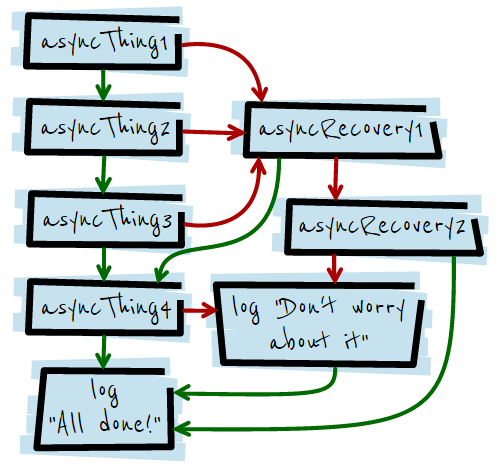 asyncThing1
asyncThing2
asyncRecovery1
asyncThing3
asyncRecovery2
asyncThing4
log "Don't worry
about it"
log
"All done!"